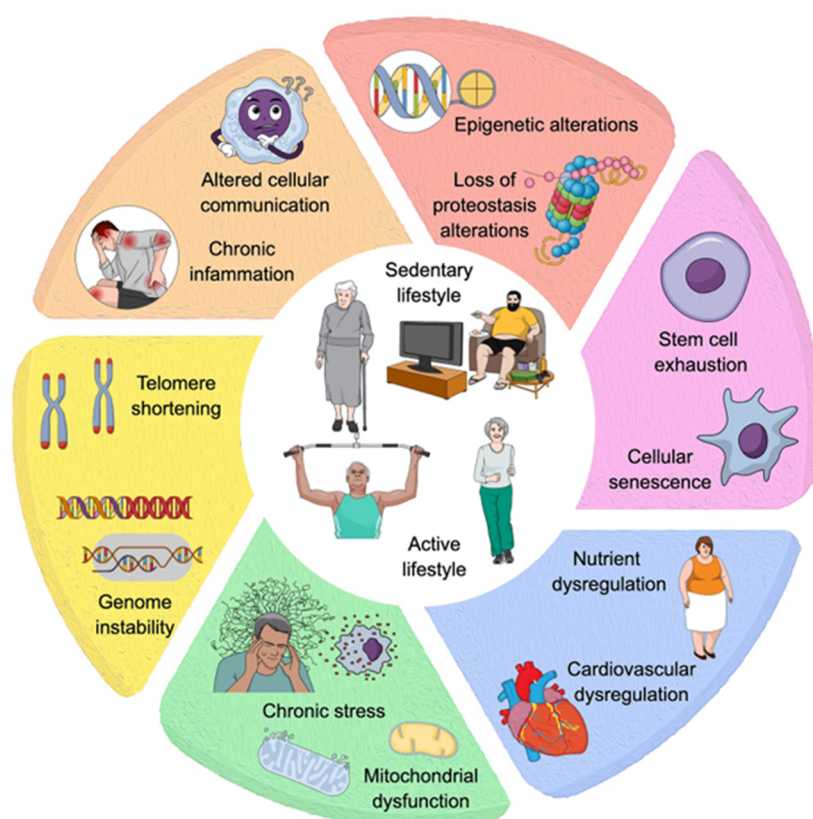 Epigenetic alterations
Loss of
proteostasis
alterations
Altered cellular
communication
???
Chronic
infammation
Sedentary
lifestyle
Stem cell
exhaustion
Cellular
senescence
Telomere
shortening
Genome
instability
Active
lifestyle
Nutrient
dysregulation
Cardiovascular
dysregulation
Chronic stress
Mitochondrial
dysfunction